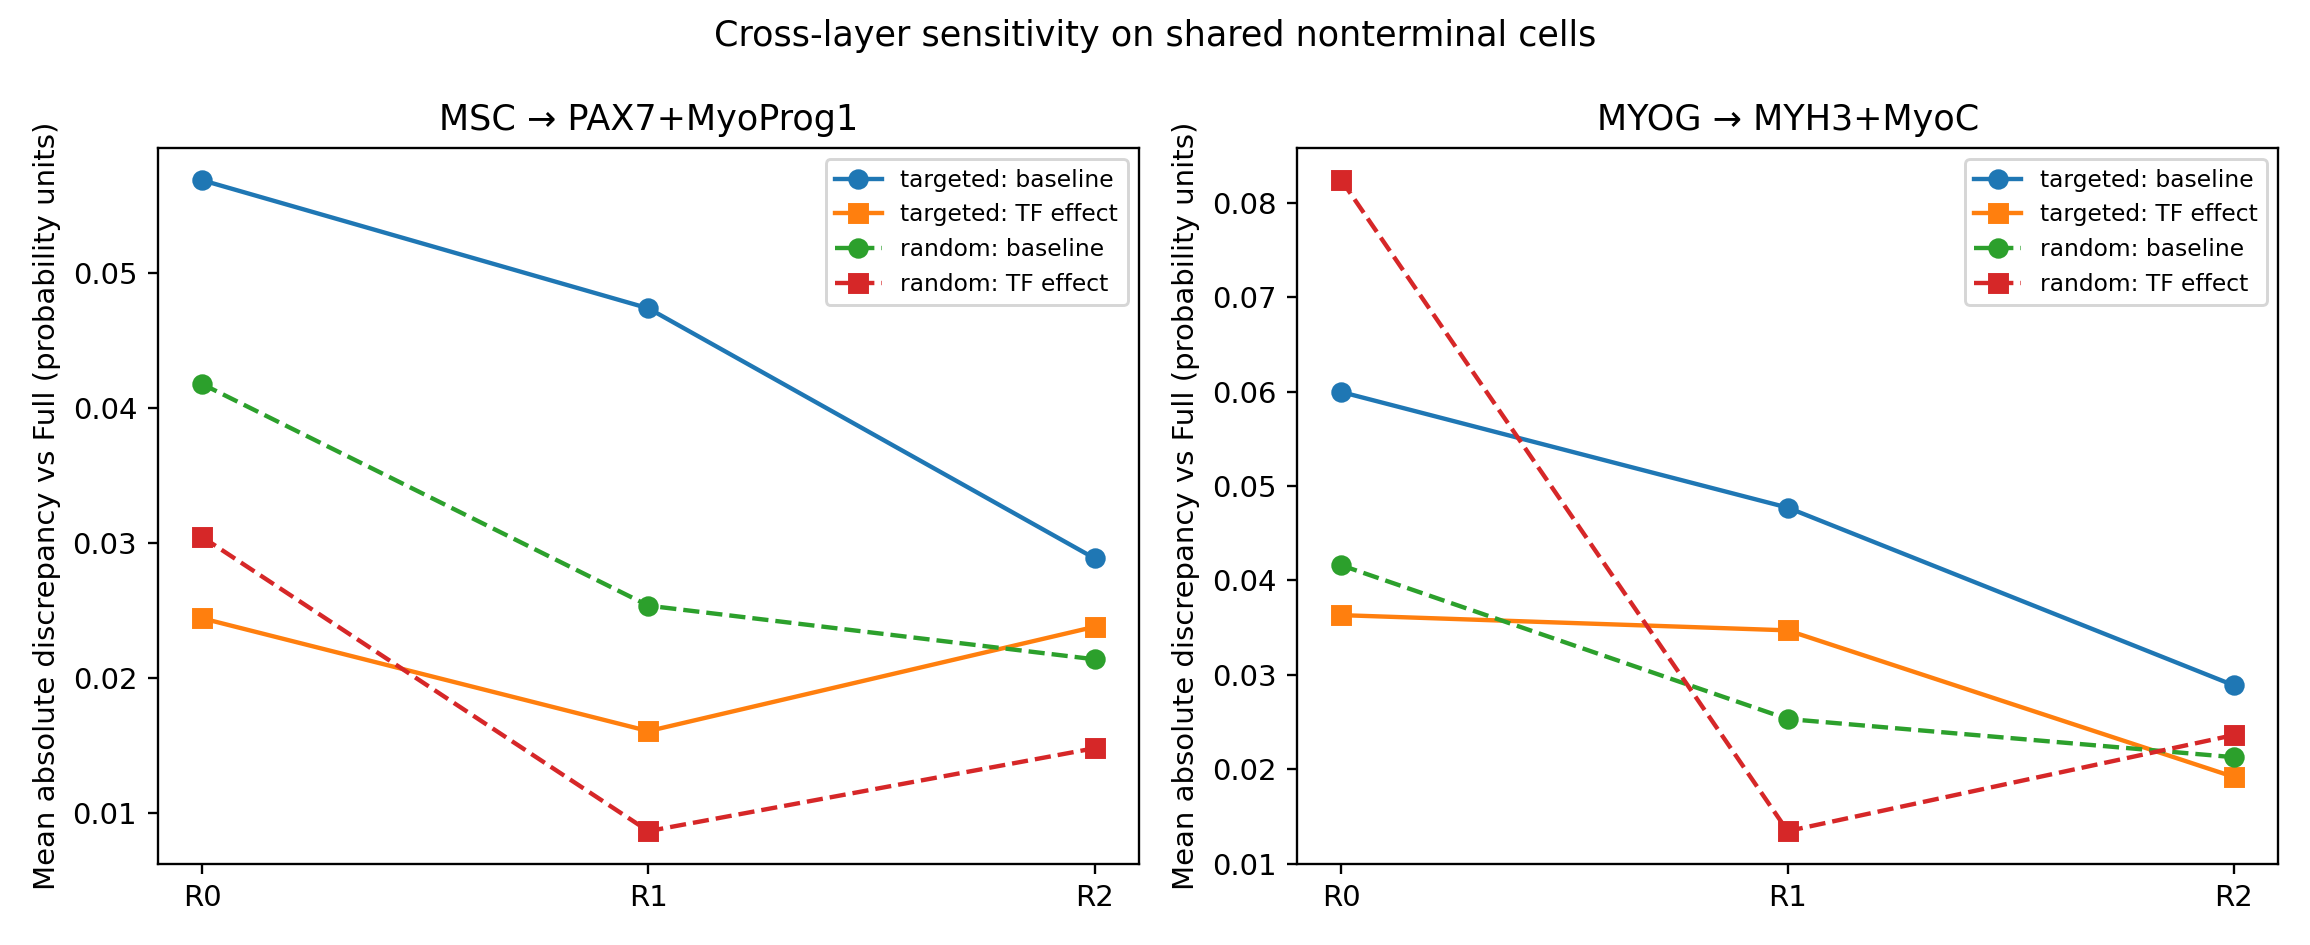 Cross-layer sensitivity on shared nonterminal cells
MSC → PAX7+MyoProg1
Mean absolute discrepancy vs Full (probability units)
0.05
0.04
0.03
0.02
0.01
R0
R1
R2
targeted: baseline
targeted: TF effect
random: baseline
random: TF effect
MYOG → MYH3+MyoC
Mean absolute discrepancy vs Full (probability units)
0.08
0.07
0.06
0.05
0.04
0.03
0.02
0.01
R0
R1
R2
targeted: baseline
targeted: TF effect
random: baseline
random: TF effect